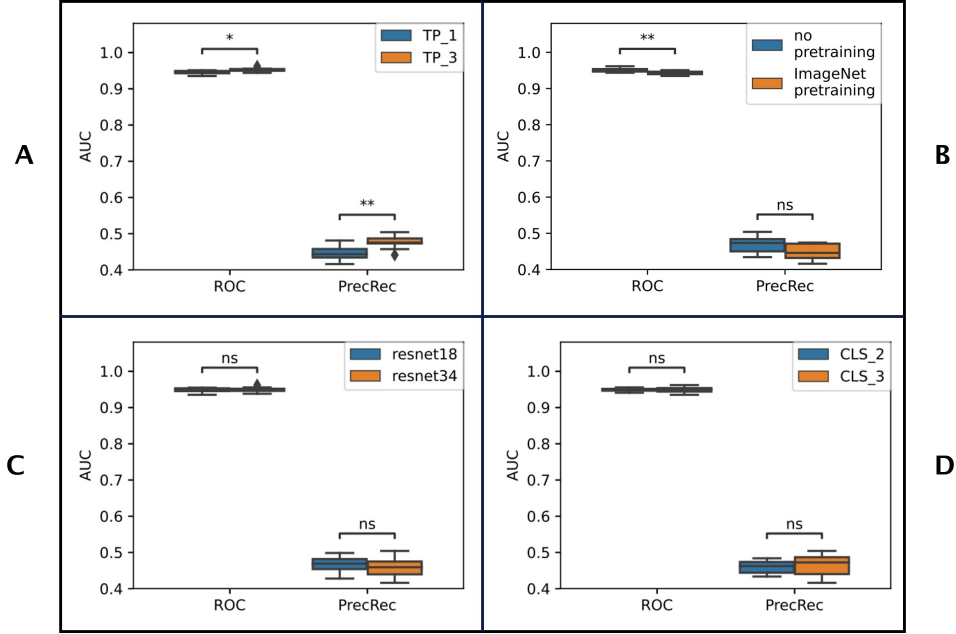 A
AUC
1.0
0.9
0.8
0.7
0.6
0.5
0.4
*
**
TP_1
TP_3
ROC
PrecRec
B
AUC
1.0
0.9
0.8
0.7
0.6
0.5
0.4
**
ns
no
pretraining
ImageNet
pretraining
ROC
PrecRec
C
AUC
1.0
0.9
0.8
0.7
0.6
0.5
0.4
ns
ns
resnet18
resnet34
ROC
PrecRec
D
AUC
1.0
0.9
0.8
0.7
0.6
0.5
0.4
ns
ns
CLS_2
CLS_3
ROC
PrecRec